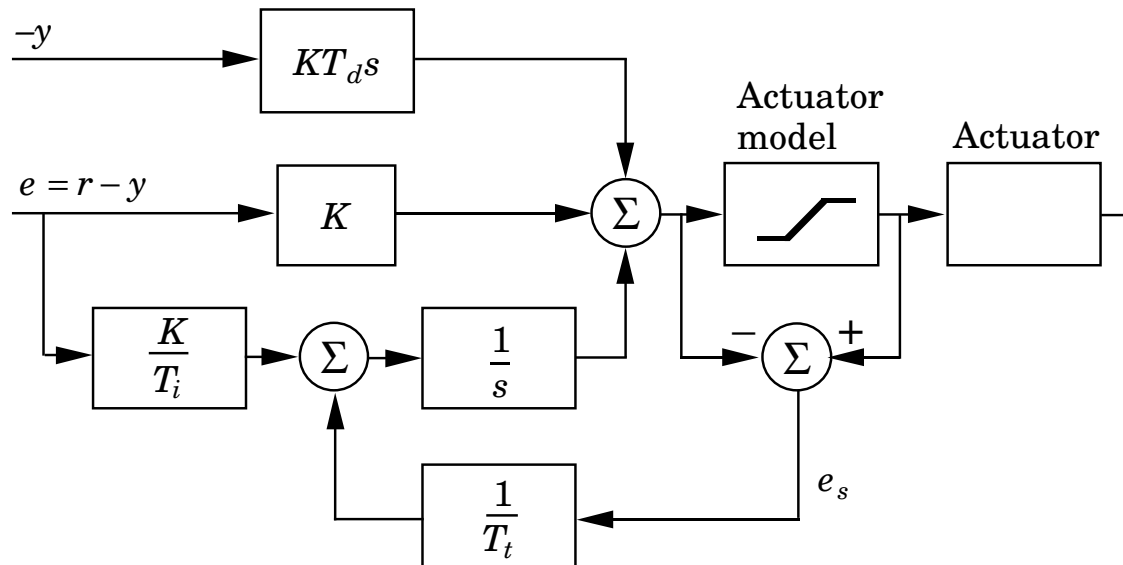 −y
KT_d s
Actuator
model
Actuator
e = r − y
K
Σ
K
T_i
Σ
1
s
−
+
Σ
e_s
1
T_t